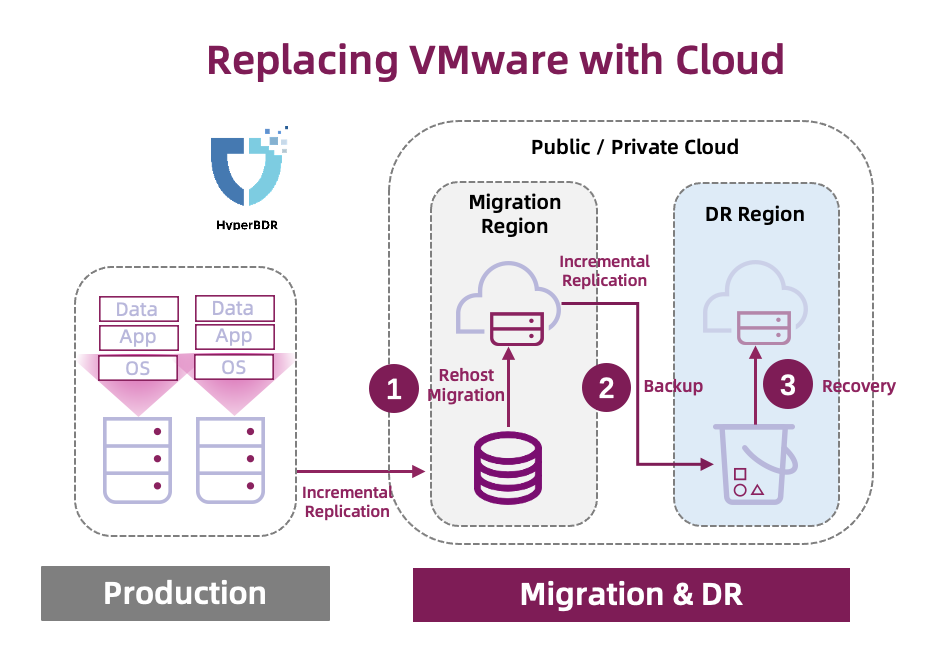 Replacing VMware with Cloud
HyperBDR
Public / Private Cloud
Migration
Region
DR Region
Incremental
Replication
Data
Data
App
App
OS
OS
1
Rehost
Migration
2
Backup
3
Recovery
Incremental
Replication
Production
Migration & DR